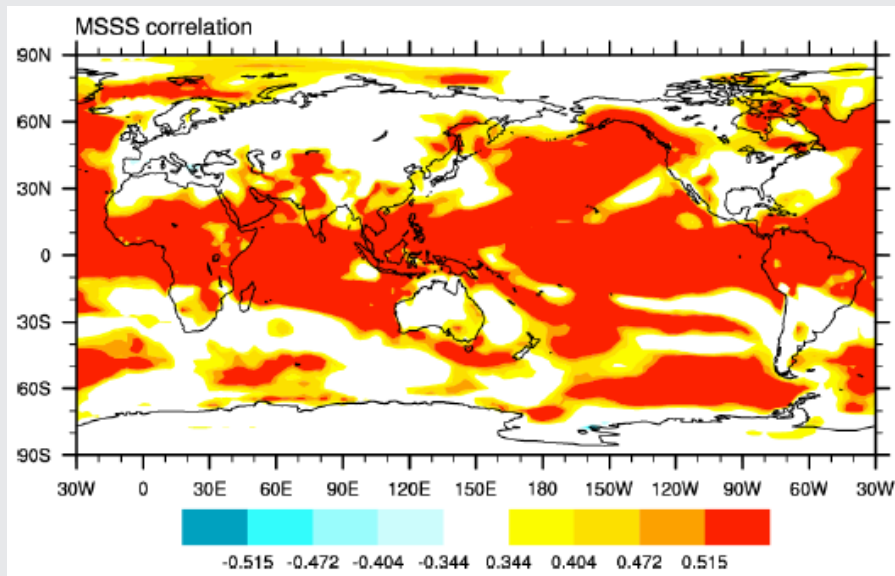 MSSS correlation
90N
60N
30N
0
30S
60S
90S
30W 0 30E 60E 90E 120E 150E 180 150W 120W 90W 60W 30W
-0.515 -0.472 -0.404 -0.344 0.344 0.404 0.472 0.515